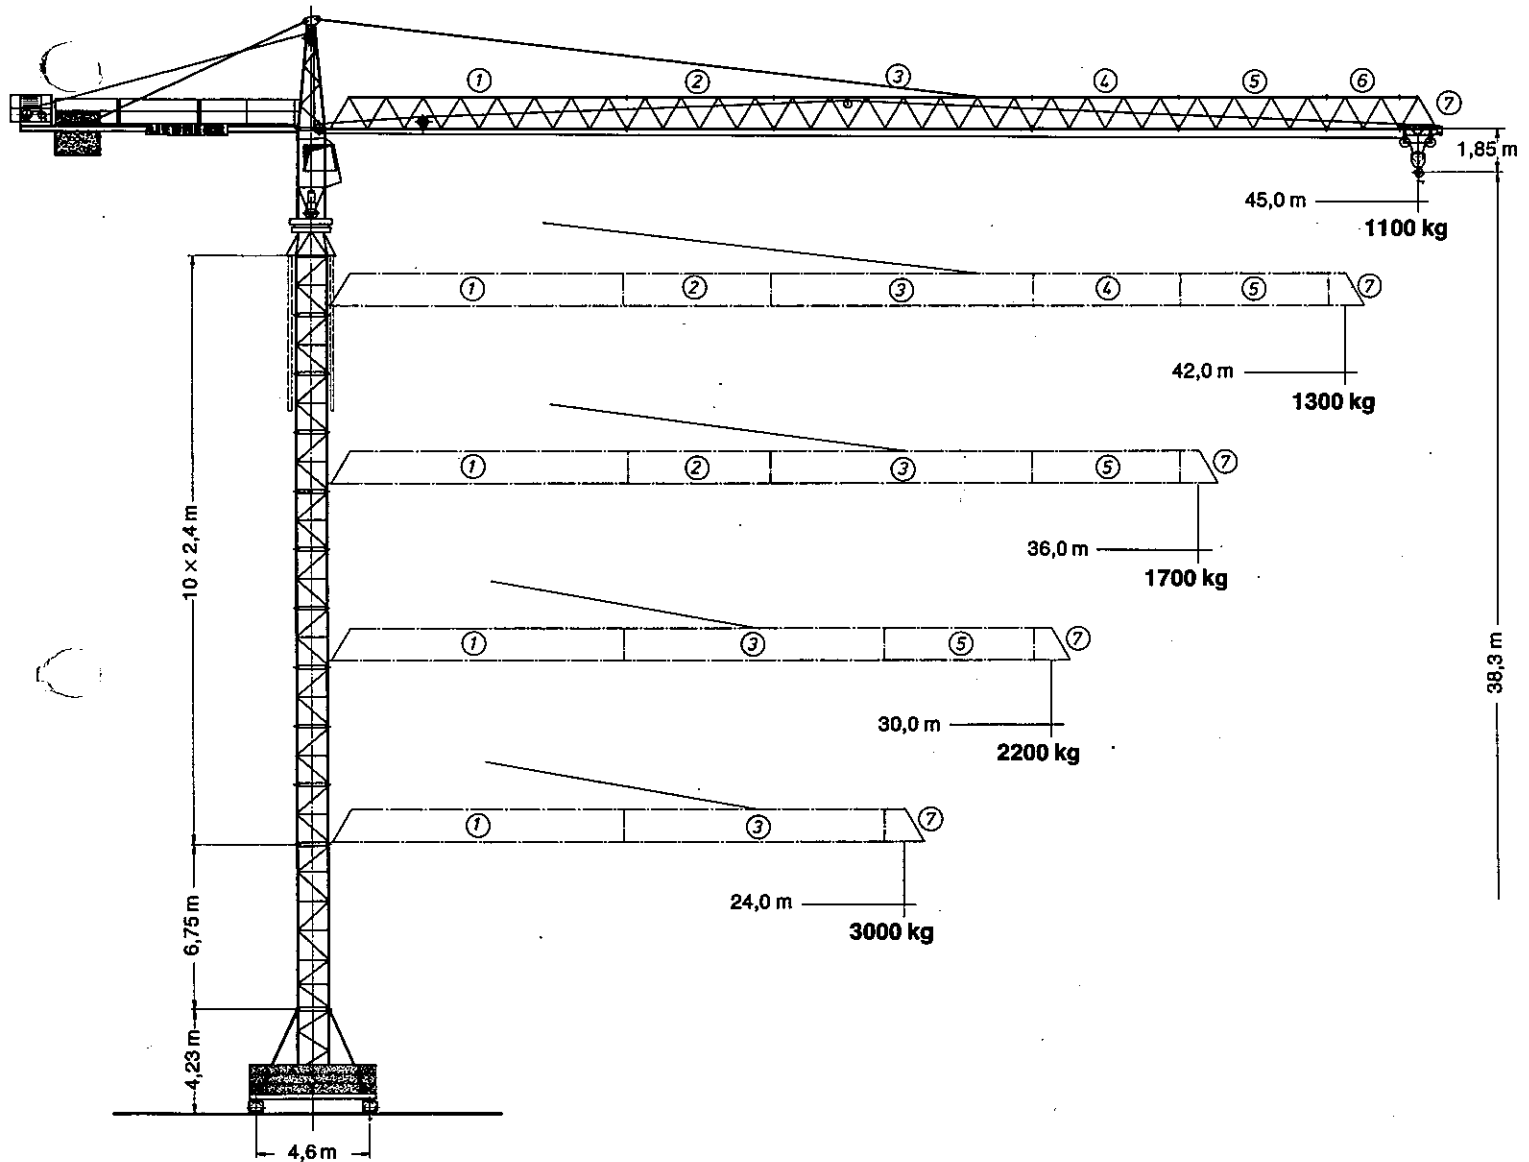 ① ② ③ ④ ⑤ ⑥ ⑦
1,85 m
45,0 m
1100 kg
① ② ③ ④ ⑤ ⑦
42,0 m
1300 kg
① ② ③ ⑤ ⑦
36,0 m
1700 kg
10 × 2,4 m
① ③ ⑤ ⑦
38,3 m
30,0 m
2200 kg
① ③ ⑦
24,0 m
3000 kg
6,75 m
4,23 m
4,6 m